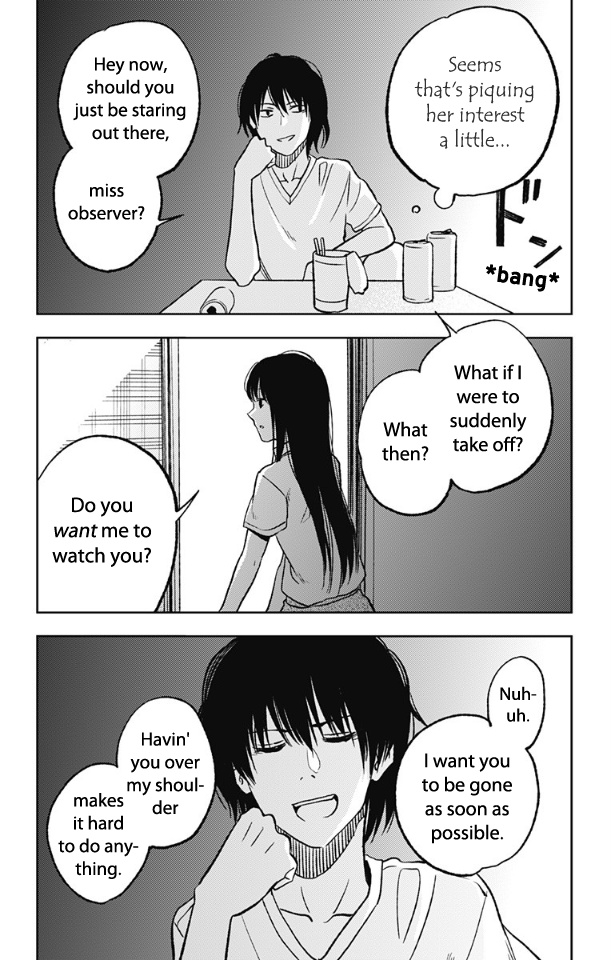 Seems
that's piquing
her interest
a little...
ドン
*bang*
Hey now,
should you
just be staring
out there,
miss
observer?
What if I
were to
suddenly
take off?
What
then?
Do you
want me to
watch you?
Nuh-
uh.
I want you
to be gone
as soon as
possible.
Havin'
you over
my shoul-
der
makes
it hard
to do any-
thing.